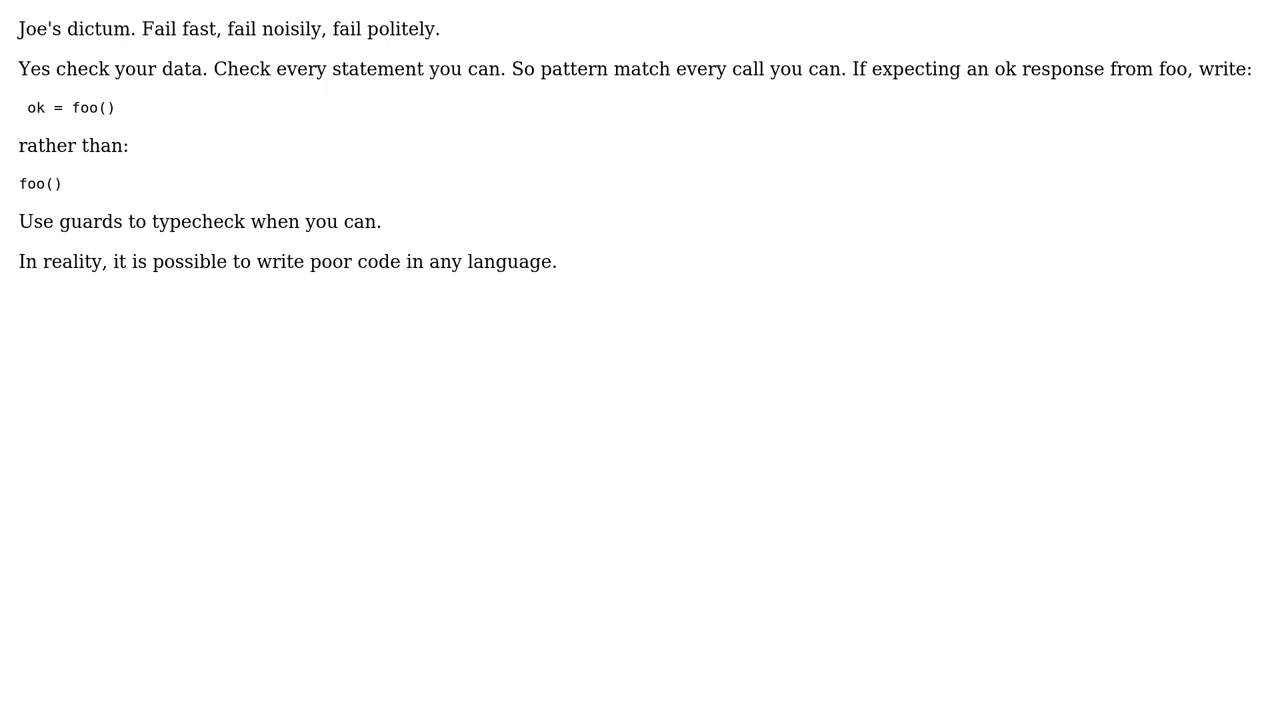 Joe's dictum. Fail fast, fail noisily, fail politely.
Yes check your data. Check every statement you can. So pattern match every call you can. If expecting an ok response from foo, write:
ok = foo()
rather than:
foo()
Use guards to typecheck when you can.
In reality, it is possible to write poor code in any language.